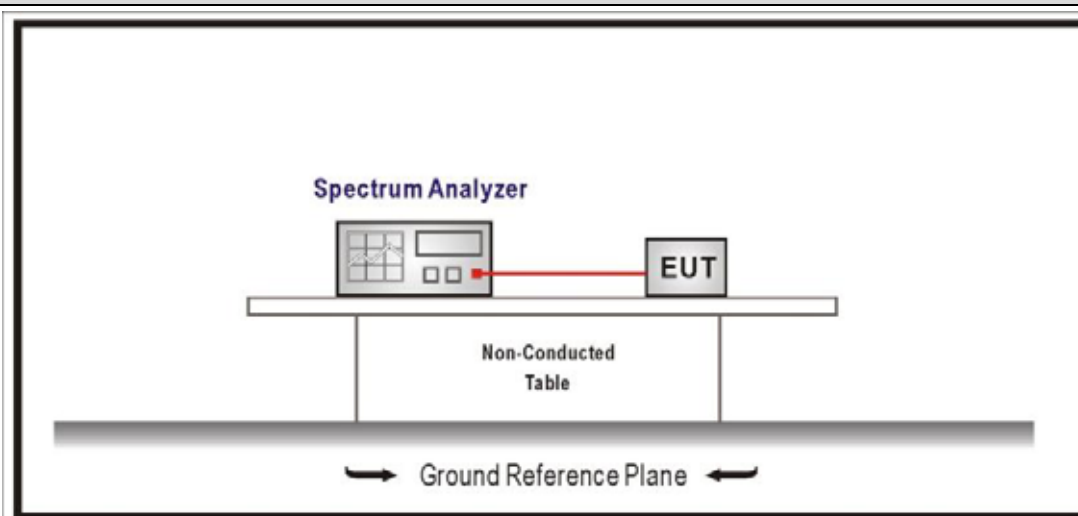 Spectrum Analyzer
EUT
Non-Conducted
Table
Ground Reference Plane